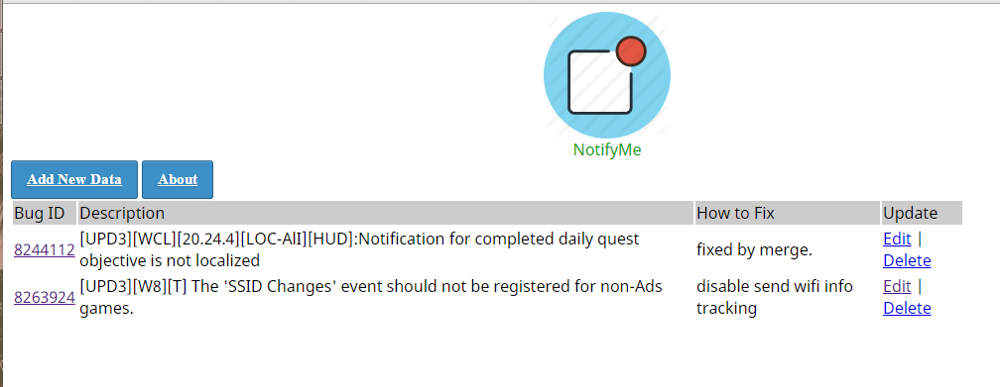 NotifyMe
Add New Data
About
Bug ID
Description
How to Fix
Update
8244112
[UPD3][WCL][20.24.4][LOC-AlI][HUD]:Notification for completed daily quest
objective is not localized
fixed by merge.
Edit |
Delete
8263924
[UPD3][W8][T] The 'SSID Changes' event should not be registered for non-Ads
games.
disable send wifi info
tracking
Edit |
Delete